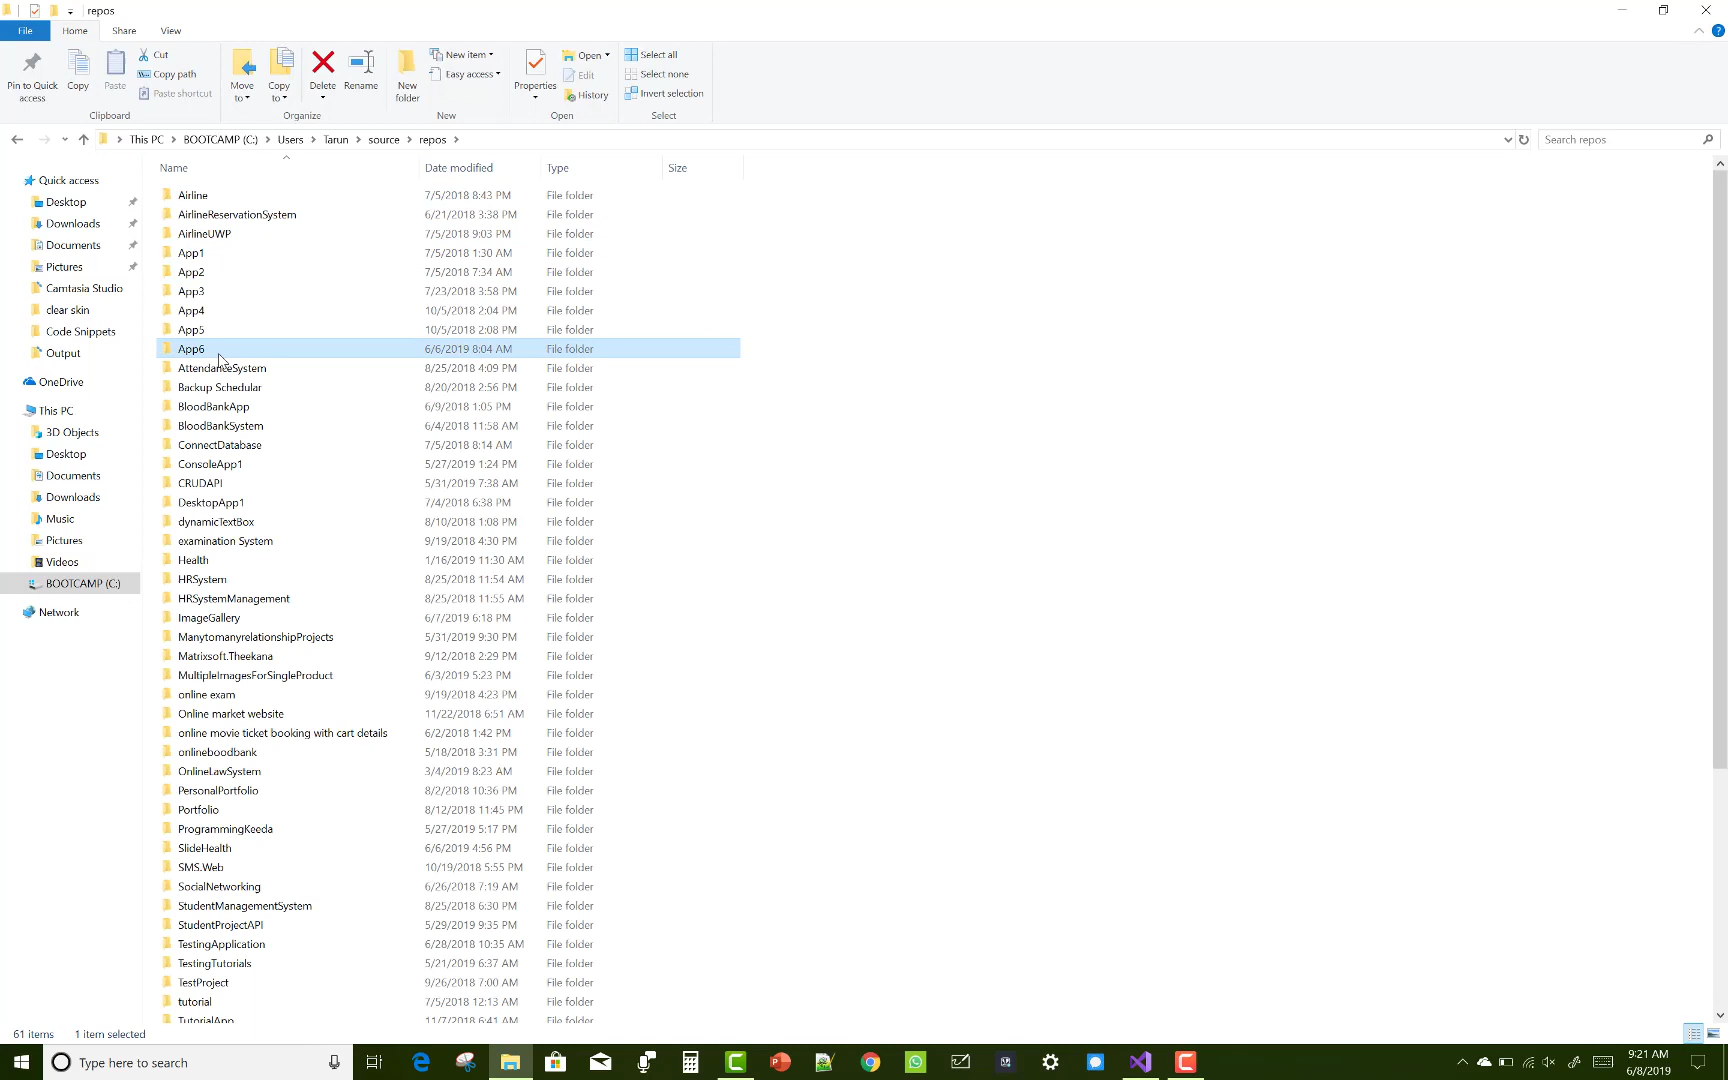 repos
File Home Share View
Pin to Quick access
Copy
Paste
Cut
Copy path
Paste shortcut
Clipboard
Move to
Copy to
Delete
Rename
Organize
New folder
New item
Easy access
New
Properties
Open
Edit
History
Open
Select all
Select none
Invert selection
Select
This PC > BOOTCAMP (C:) > Users > Tarun > source > repos >
Search repos
Quick access
Desktop
Downloads
Documents
Pictures
Camtasia Studio
clear skin
Code Snippets
Output
OneDrive
This PC
3D Objects
Desktop
Documents
Downloads
Music
Pictures
Videos
BOOTCAMP (C:)
Network
Name Date modified Type Size
Airline 7/5/2018 8:43 PM File folder
AirlineReservationSystem 6/21/2018 3:38 PM File folder
AirlineUWP 7/5/2018 9:03 PM File folder
App1 7/5/2018 1:30 AM File folder
App2 7/5/2018 7:34 AM File folder
App3 7/23/2018 3:58 PM File folder
App4 10/5/2018 2:04 PM File folder
App5 10/5/2018 2:08 PM File folder
App6 6/6/2019 8:04 AM File folder
AttendanceSystem 8/25/2018 4:09 PM File folder
Backup Schedular 8/20/2018 2:56 PM File folder
BloodBankApp 6/9/2018 1:05 PM File folder
BloodBankSystem 6/4/2018 11:58 AM File folder
ConnectDatabase 7/5/2018 8:14 AM File folder
ConsoleApp1 5/27/2019 1:24 PM File folder
CRUDAPI 5/31/2019 7:38 AM File folder
DesktopApp1 7/4/2018 6:38 PM File folder
dynamicTextBox 8/10/2018 1:08 PM File folder
examination System 9/19/2018 4:30 PM File folder
Health 1/16/2019 11:30 AM File folder
HRSystem 8/25/2018 11:54 AM File folder
HRSystemManagement 8/25/2018 11:55 AM File folder
ImageGallery 6/7/2019 6:18 PM File folder
ManytomanyrelationshipProjects 5/31/2019 9:30 PM File folder
Matrixsoft.Theekana 9/12/2018 2:29 PM File folder
MultipleImagesForSingleProduct 6/3/2019 5:23 PM File folder
online exam 9/19/2018 4:23 PM File folder
Online market website 11/22/2018 6:51 AM File folder
online movie ticket booking with cart details 6/2/2018 1:42 PM File folder
onlineboodbank 5/18/2018 3:31 PM File folder
OnlineLawSystem 3/4/2019 8:23 AM File folder
PersonalPortfolio 8/2/2018 10:36 PM File folder
Portfolio 8/12/2018 11:45 PM File folder
ProgrammingKeeda 5/27/2019 5:17 PM File folder
SlideHealth 6/6/2019 4:56 PM File folder
SMS.Web 10/19/2018 5:55 PM File folder
SocialNetworking 6/26/2018 7:19 AM File folder
StudentManagementSystem 8/25/2018 6:30 PM File folder
StudentProjectAPI 5/29/2019 9:35 PM File folder
TestingApplication 6/28/2018 10:35 AM File folder
TestingTutorials 5/21/2019 6:37 AM File folder
TestProject 9/26/2018 7:00 AM File folder
tutorial 7/5/2018 12:13 AM File folder
TutorialApp 11/7/2018 6:41 AM File folder
61 items 1 item selected
Type here to search
9:21 AM
6/8/2019